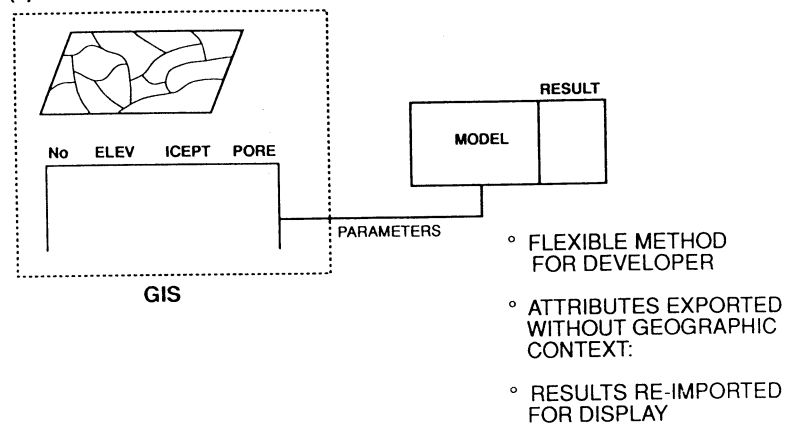 No ELEV ICEPT PORE
RESULT
MODEL
PARAMETERS
GIS
° FLEXIBLE METHOD
FOR DEVELOPER
° ATTRIBUTES EXPORTED
WITHOUT GEOGRAPHIC
CONTEXT:
° RESULTS RE-IMPORTED
FOR DISPLAY